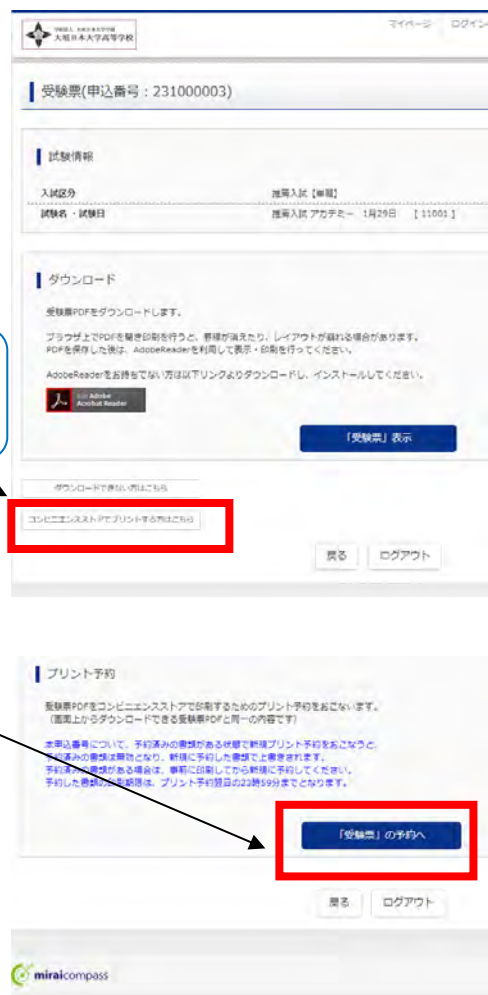 マイページ ログイン
大垣日本大学高等学校
受験票(申込番号：231000003)
試験情報
入試区分 推薦入試【単願】
試験名・試験日 推薦入試 アカデミー 1月29日 [ 11001 ]
ダウンロード
受験票PDFをダウンロードします。
ブラウザ上でPDFを開き印刷を行うと、罫線が消えたり、レイアウトが崩れる場合があります。
PDFを保存した後は、AdobeReaderを利用して表示・印刷を行ってください。
AdobeReaderをお持ちでない方は以下リンクよりダウンロードし、インストールしてください。
Get Adobe
Acrobat Reader
「受験票」表示
ダウンロードできない方はこちら
コンビニエンスストアでプリントする方はこちら
戻る ログアウト
プリント予約
受験票PDFをコンビニエンスストアで印刷するためのプリント予約をおこないます。
（画面上からダウンロードできる受験票PDFと同一の内容です）
本申込番号について、予約済みの書類がある状態で新規プリント予約をおこなうと、
予約済みの書類は無効となり、新規に予約した書類で上書きされます。
予約済みの書類がある場合は、事前に印刷してから新規に予約してください。
予約した書類の印刷期限は、プリント予約翌日の23時59分までとなります。
「受験票」の予約へ
戻る ログアウト
miraicompass